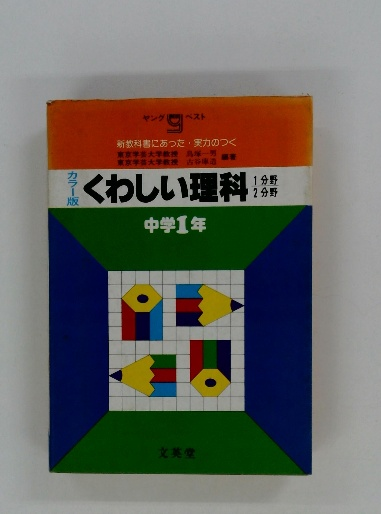 ヤング ベスト
新教科書にあった・実力のつく
東京学芸大学教授
東京学芸大学教授 編著
カラー版
くわしい理科 1分野 2分野
中学I年
文英堂